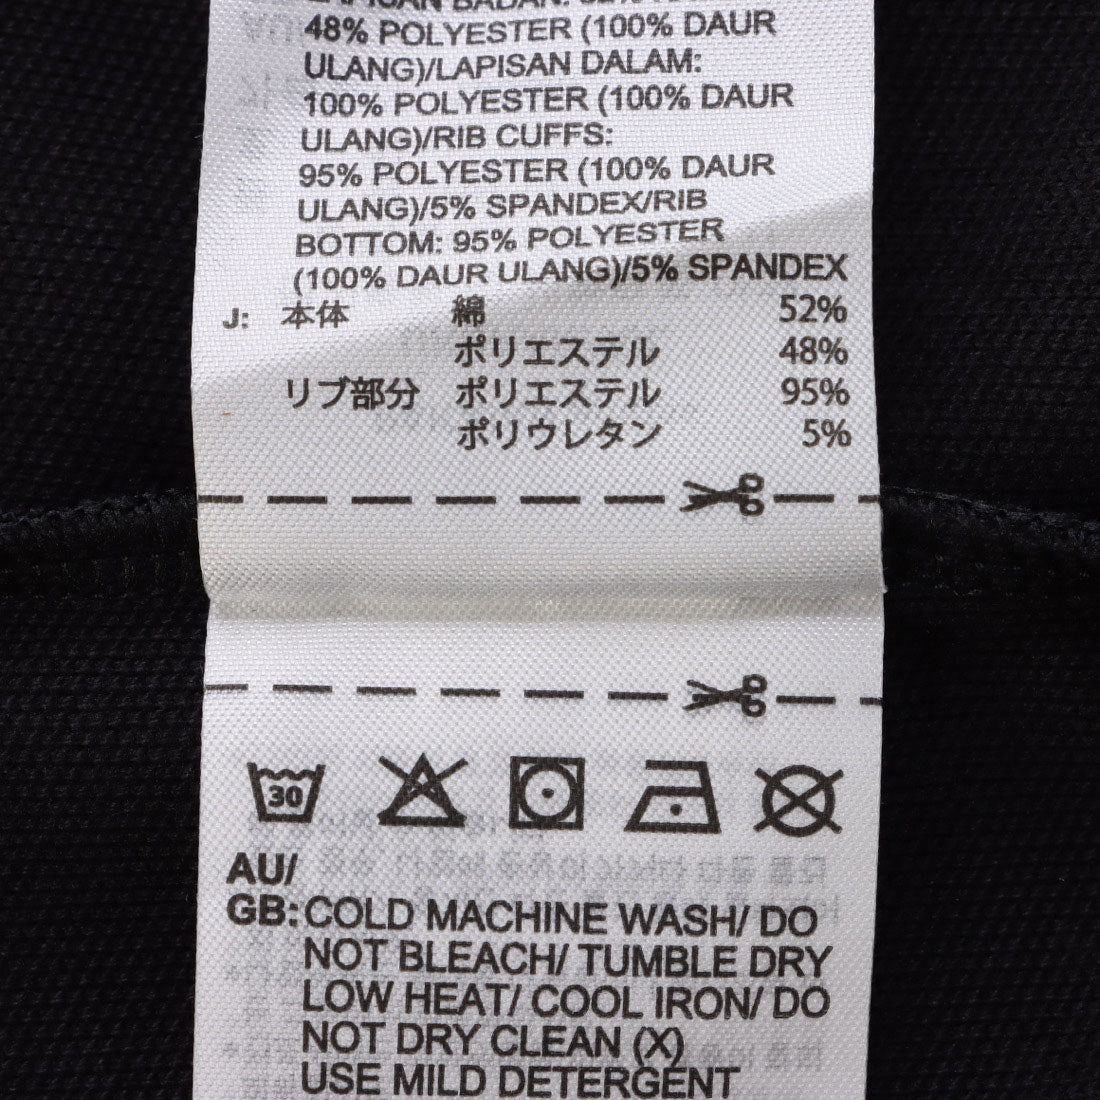 48% POLYESTER (100% DAUR
ULANG)/LAPISAN DALAM:
100% POLYESTER (100% DAUR
ULANG)/RIB CUFFS:
95% POLYESTER (100% DAUR
ULANG)/5% SPANDEX/RIB
BOTTOM: 95% POLYESTER
(100% DAUR ULANG)/5% SPANDEX
J: 本体 綿 52%
ポリエステル 48%
リブ部分 ポリエステル 95%
ポリウレタン 5%
30
AU/
GB: COLD MACHINE WASH/ DO
NOT BLEACH/ TUMBLE DRY
LOW HEAT/ COOL IRON/ DO
NOT DRY CLEAN (X)
USE MILD DETERGENT